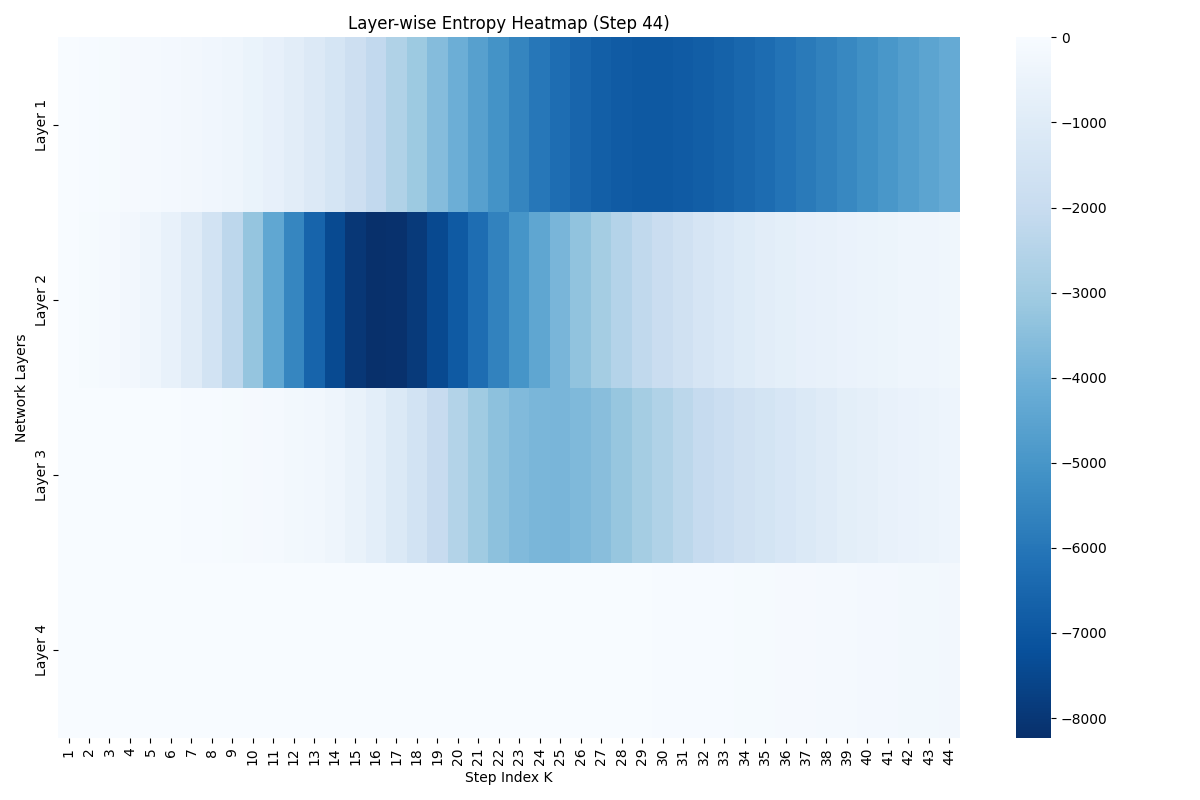 Layer-wise Entropy Heatmap (Step 44)
Network Layers
Layer 1
Layer 2
Layer 3
Layer 4
1 2 3 4 5 6 7 8 9 10 11 12 13 14 15 16 17 18 19 20 21 22 23 24 25 26 27 28 29 30 31 32 33 34 35 36 37 38 39 40 41 42 43 44
Step Index K
0
−1000
−2000
−3000
−4000
−5000
−6000
−7000
−8000